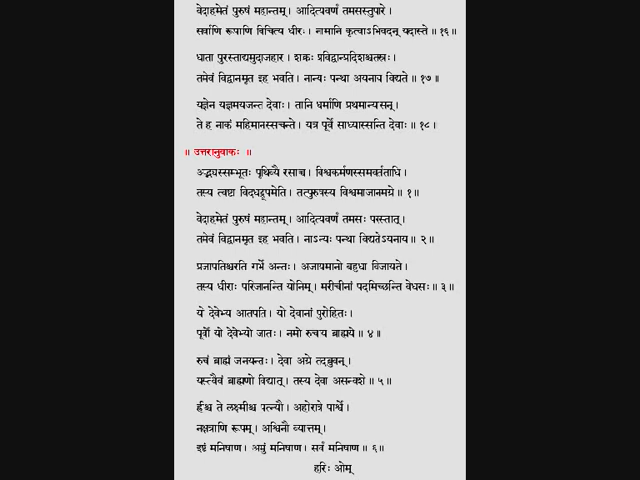 वेदाहमेतं पुरुषं महान्तम्। आदित्यवर्णं तमसस्तुपारे।
सर्वाणि रूपाणि विचित्य धीरः। नामानि कृत्वाऽभिवदन् यदास्ते॥ १६॥
धाता पुरस्ताद्यमुदाजहार। शक्रः प्रविद्वान्प्रदिशश्चतस्रः।
तमेवं विद्वानमृत इह भवति। नान्यः पन्था अयनाय विद्यते॥ १७॥
यज्ञेन यज्ञमयजन्त देवाः। तानि धर्माणि प्रथमान्यासन्।
ते ह नाकं महिमानस्सचन्ते। यत्र पूर्वे साध्यास्सन्ति देवाः॥ १८॥
॥ उत्तरानुवाकः ॥
अद्भ्यस्सम्भूतः पृथिव्यै रसाच्च। विश्वकर्मणस्समवर्तताधि।
तस्य त्वष्टा विदधद्रूपमेति। तत्पुरुषस्य विश्वमाजानमग्रे॥ १॥
वेदाहमेतं पुरुषं महान्तम्। आदित्यवर्णं तमसः परस्तात्।
तमेवं विद्वानमृत इह भवति। नाऽन्यः पन्था विद्यतेऽयनाय॥ २॥
प्रजापतिश्चरति गर्भे अन्तः। अजायमानो बहुधा विजायते।
तस्य धीराः परिजानन्ति योनिम्। मरीचीनां पदमिच्छन्ति वेधसः॥ ३॥
यो देवेभ्य आतपति। यो देवानां पुरोहितः।
पूर्वो यो देवेभ्यो जातः। नमो रुचाय ब्राह्मये॥ ४॥
रुचं ब्राह्मं जनयन्तः। देवा अग्रे तदब्रुवन्।
यस्त्वैवं ब्राह्मणो विद्यात्। तस्य देवा असन्वशे॥ ५॥
ह्रीश्च ते लक्ष्मीश्च पत्न्यौ। अहोरात्रे पार्श्वे।
नक्षत्राणि रूपम्। अश्विनौ व्यात्तम्।
इष्टं मनिषाण। अमुं मनिषाण। सर्वं मनिषाण॥ ६॥
हरिः ओम्